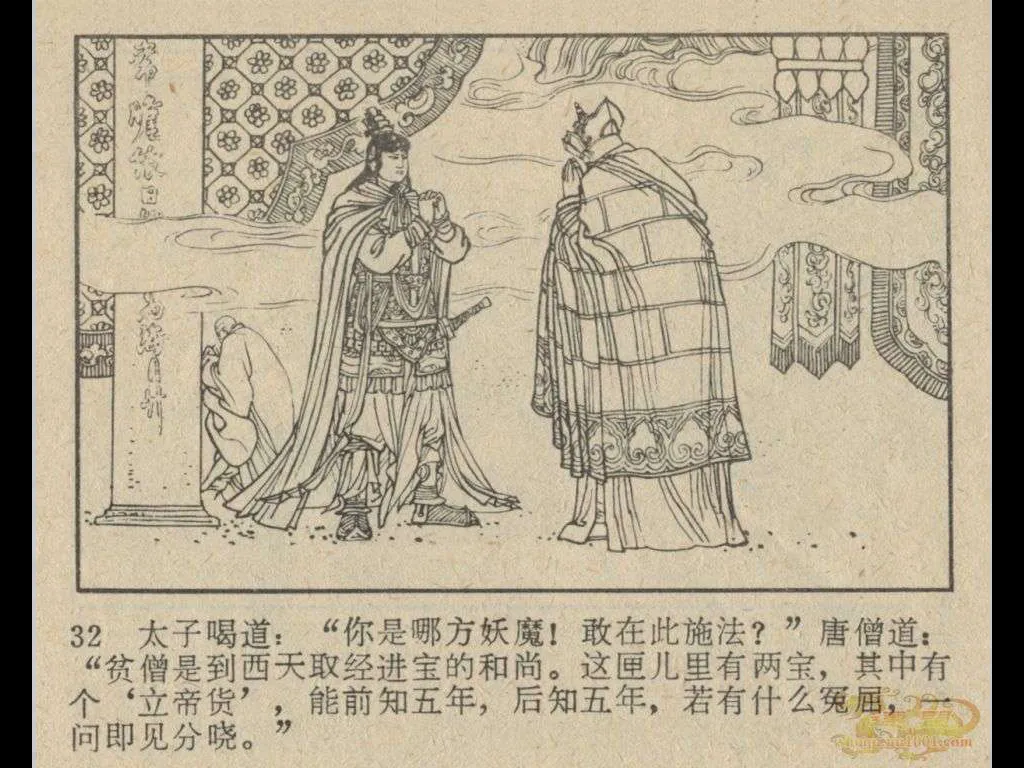 32 太子喝道：“你是哪方妖魔！敢在此施法？”唐僧道：
“贫僧是到西天取经进宝的和尚。这匣儿里有两宝，其中有
个‘立帝货’，能前知五年，后知五年，若有什么冤屈，一
问即见分晓。”